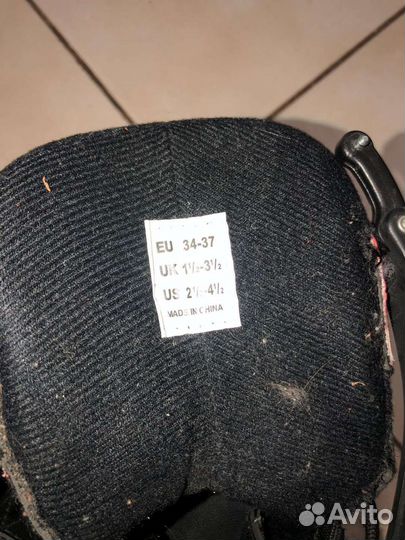 EU 34-37
UK 1½-3½
US 2½-4½
MADE IN CHINA
Avito